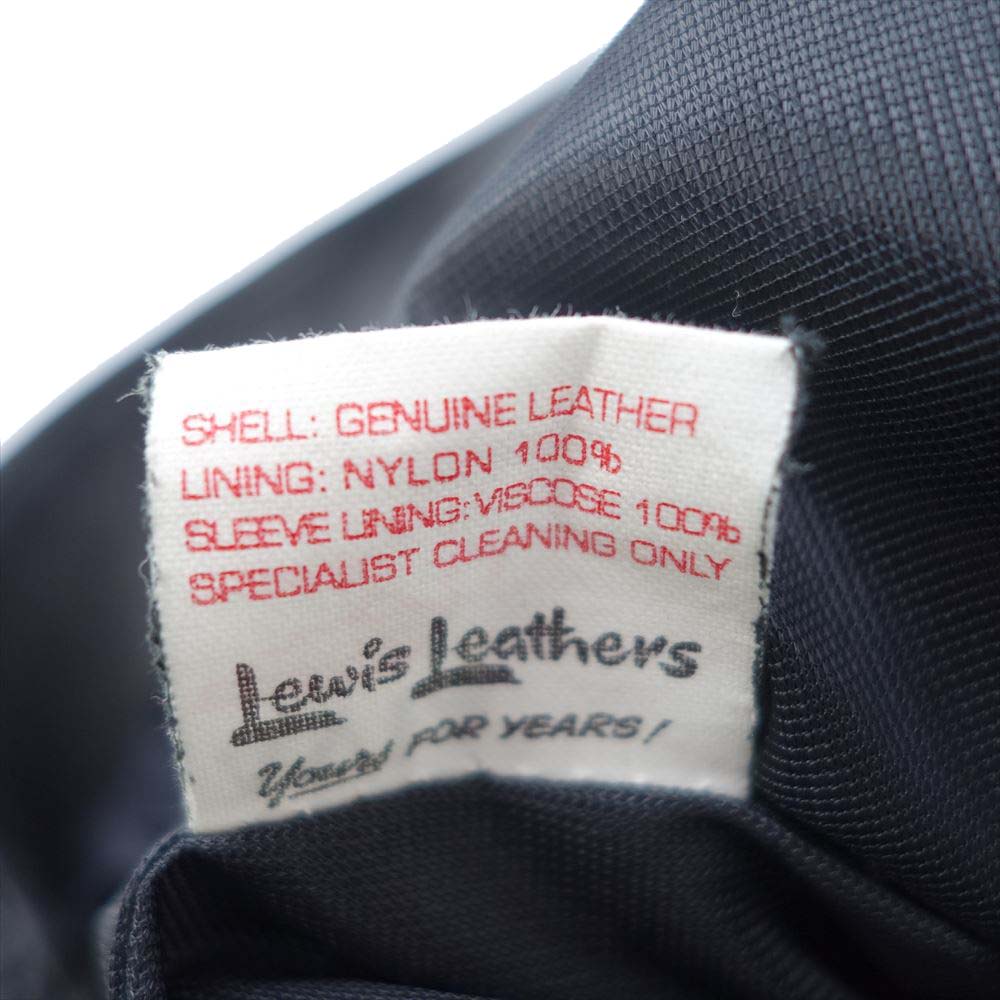 SHELL: GENUINE LEATHER
LINING: NYLON 100%
SLEEVE LINING: VISCOSE 100%
SPECIALIST CLEANING ONLY
Lewis Leathers
Yours FOR YEARS!